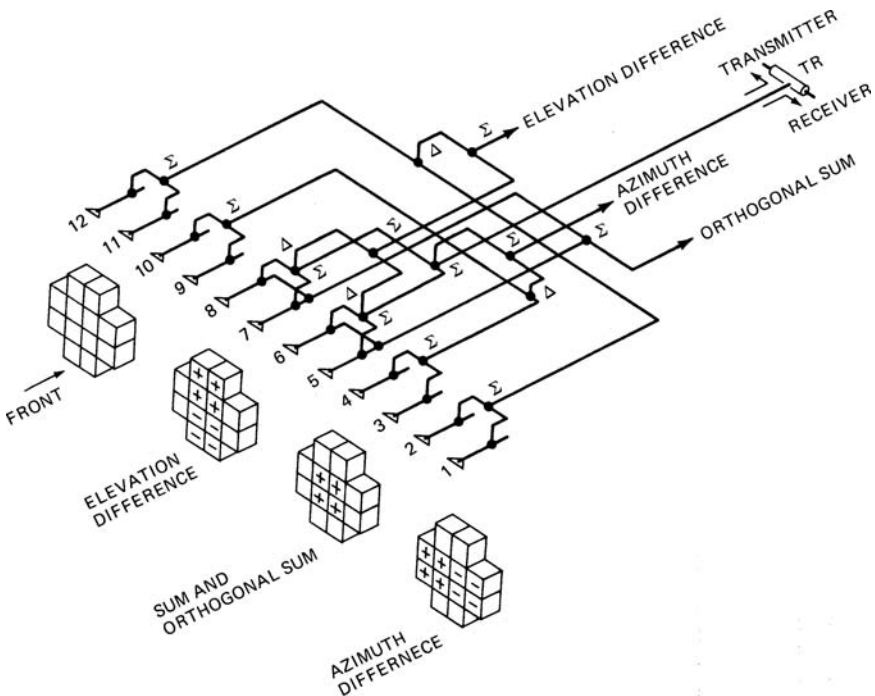 TRANSMITTER
TR
ELEVATION DIFFERENCE
RECEIVER
Σ
Δ
Σ
AZIMUTH
DIFFERENCE
12
11
Σ
Σ
ORTHOGONAL SUM
10
9
Δ
Σ
Σ
Σ
8
7
Δ
Δ
6
5
Σ
4
3
Σ
2
1
FRONT
+ +
+ +
− −
− −
ELEVATION
DIFFERENCE
+ +
+ +
SUM AND
ORTHOGONAL SUM
+ + − −
+ + − −
AZIMUTH
DIFFERNECE